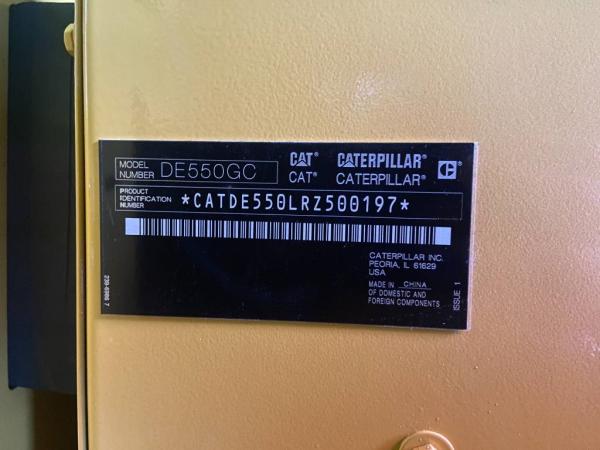 MODEL NUMBER DE550GC
CAT® CATERPILLAR® C
CAT® CATERPILLAR®
PRODUCT IDENTIFICATION NUMBER *CATDE550LRZ500197*
CATERPILLAR INC.
PEORIA, IL 61629
USA
MADE IN CHINA
OF DOMESTIC AND
FOREIGN COMPONENTS
ISSUE 1